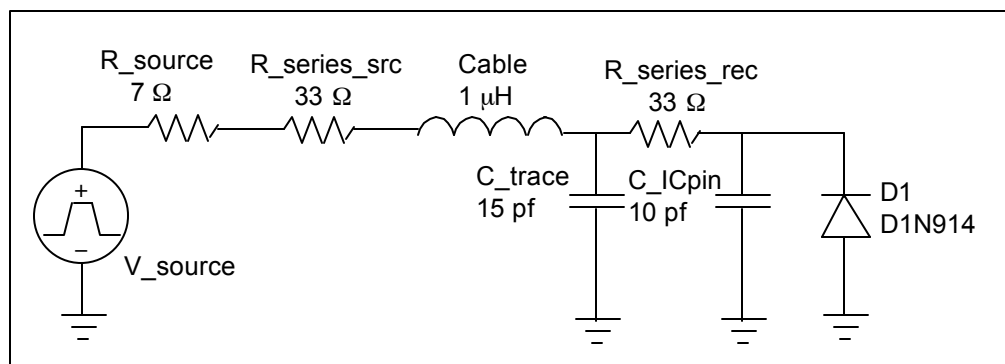 R_source
7 Ω
R_series_src
33 Ω
Cable
1 μH
R_series_rec
33 Ω
C_trace
15 pf
C_ICpin
10 pf
D1
D1N914
+
−
V_source